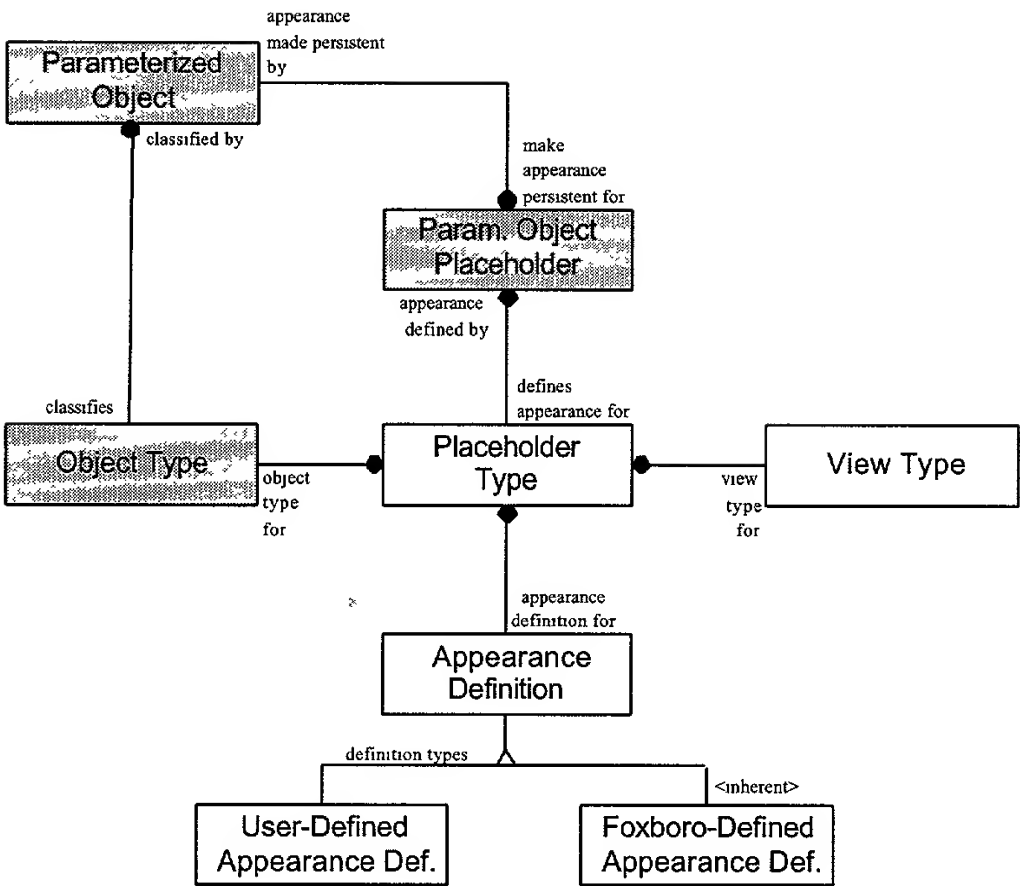 appearance
made persistent
by
Parameterized
Object
classified by
make
appearance
persistent for
Param. Object
Placeholder
appearance
defined by
defines
appearance for
classifies
Object Type
object
type
for
Placeholder
Type
view
type
for
View Type
appearance
definition for
Appearance
Definition
definition types
<inherent>
User-Defined
Appearance Def.
Foxboro-Defined
Appearance Def.